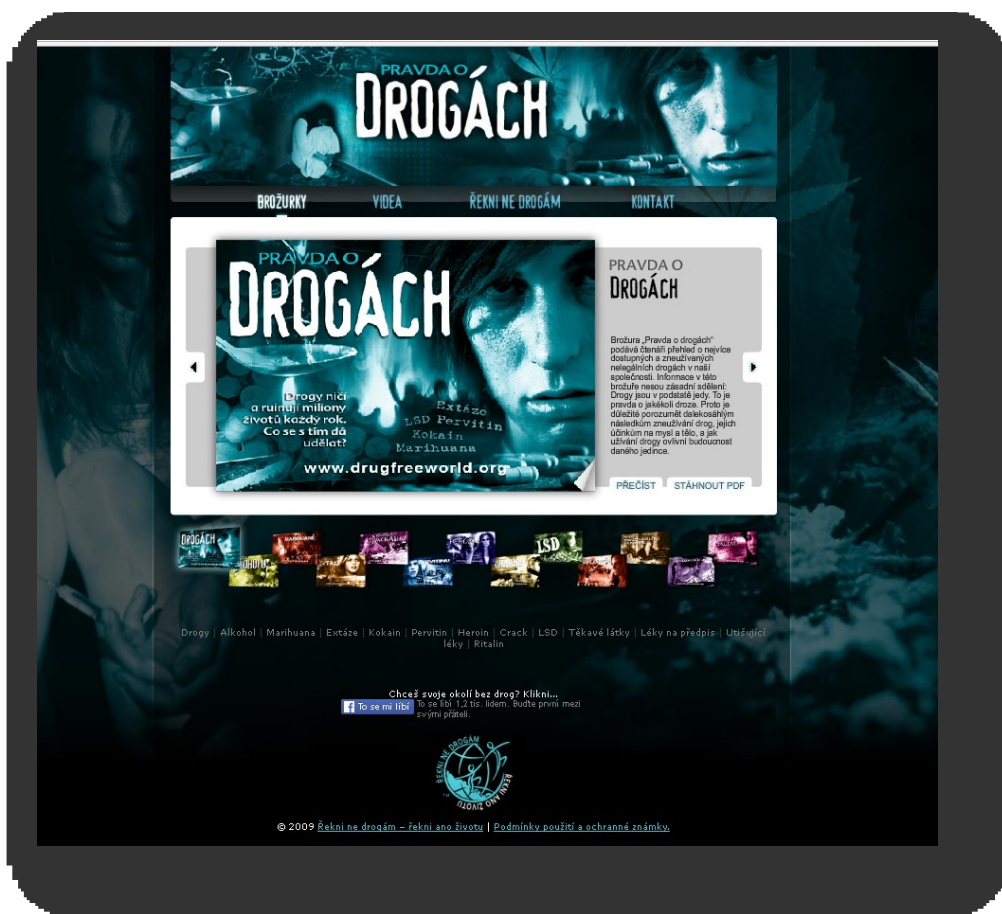 PRAVDA O
DROGÁCH
BROŽURKY VIDEA ŘEKNI NE DROGÁM KONTAKT
PRAVDA O
DROGÁCH
Drogy ničí
a ruinují miliony
životů každý rok.
Co se s tím dá
udělat?
Extáze
LSD Pervitin
Kokain
Marihuana
www.drugfreeworld.org
PRAVDA O
DROGÁCH
Brožura „Pravda o drogách“
podává čtenáři přehled o nejvíce
dostupných a zneužívaných
nelegálních drogách v naší
společnosti. Informace v této
brožuře nesou zásadní sdělení:
Drogy jsou v podstatě jedy. To je
pravda o jakékoli droze. Proto je
důležité porozumět dalekosáhlým
následkům zneužívání drog, jejich
účinkům na mysl a tělo, a jak
užívání drogy ovlivní budoucnost
daného jedince.
PŘEČÍST STÁHNOUT PDF
DROGÁCH
LSD
Drogy | Alkohol | Marihuana | Extáze | Kokain | Pervitin | Heroin | Crack | LSD | Těkavé látky | Léky na předpis | Utišující
léky | Ritalin
Chceš svoje okolí bez drog? Klikni...
To se mi líbí
To se líbí 1,2 tis. lidem. Buďte první mezi
svými přáteli.
ŘEKNI NE DROGÁM
ŘEKNI ANO ŽIVOTU
© 2009 Řekni ne drogám – řekni ano životu | Podmínky použití a ochranné známky.